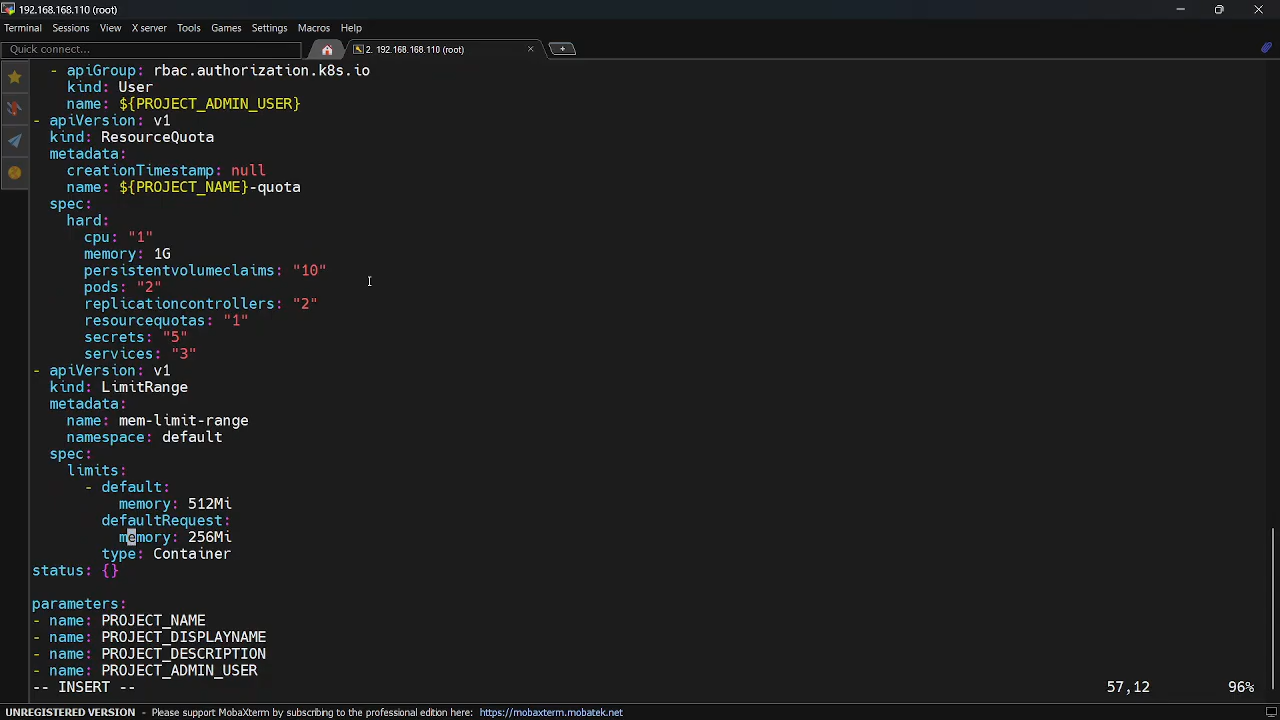 192.168.168.110 (root)
Terminal Sessions View X server Tools Games Settings Macros Help
Quick connect...
2. 192.168.168.110 (root)
  - apiGroup: rbac.authorization.k8s.io
    kind: User
    name: ${PROJECT_ADMIN_USER}
- apiVersion: v1
  kind: ResourceQuota
  metadata:
    creationTimestamp: null
    name: ${PROJECT_NAME}-quota
  spec:
    hard:
      cpu: "1"
      memory: 1G
      persistentvolumeclaims: "10"
      pods: "2"
      replicationcontrollers: "2"
      resourcequotas: "1"
      secrets: "5"
      services: "3"
- apiVersion: v1
  kind: LimitRange
  metadata:
    name: mem-limit-range
    namespace: default
  spec:
    limits:
      - default:
          memory: 512Mi
        defaultRequest:
          memory: 256Mi
        type: Container
status: {}
parameters:
- name: PROJECT_NAME
- name: PROJECT_DISPLAYNAME
- name: PROJECT_DESCRIPTION
- name: PROJECT_ADMIN_USER
-- INSERT -- 57,12 96%
UNREGISTERED VERSION - Please support MobaXterm by subscribing to the professional edition here: https://mobaxterm.mobatek.net